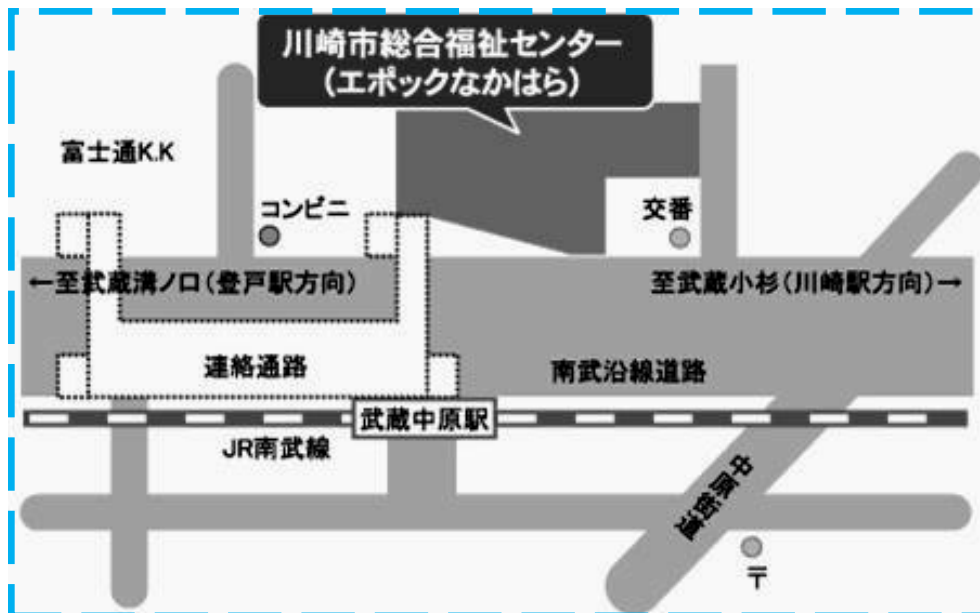 川崎市総合福祉センター
(エポックなかはら)
富士通K.K
コンビニ
交番
←至武蔵溝ノ口(登戸駅方向)
至武蔵小杉(川崎駅方向)→
連絡通路
南武沿線道路
武蔵中原駅
JR南武線
中原街道
〒